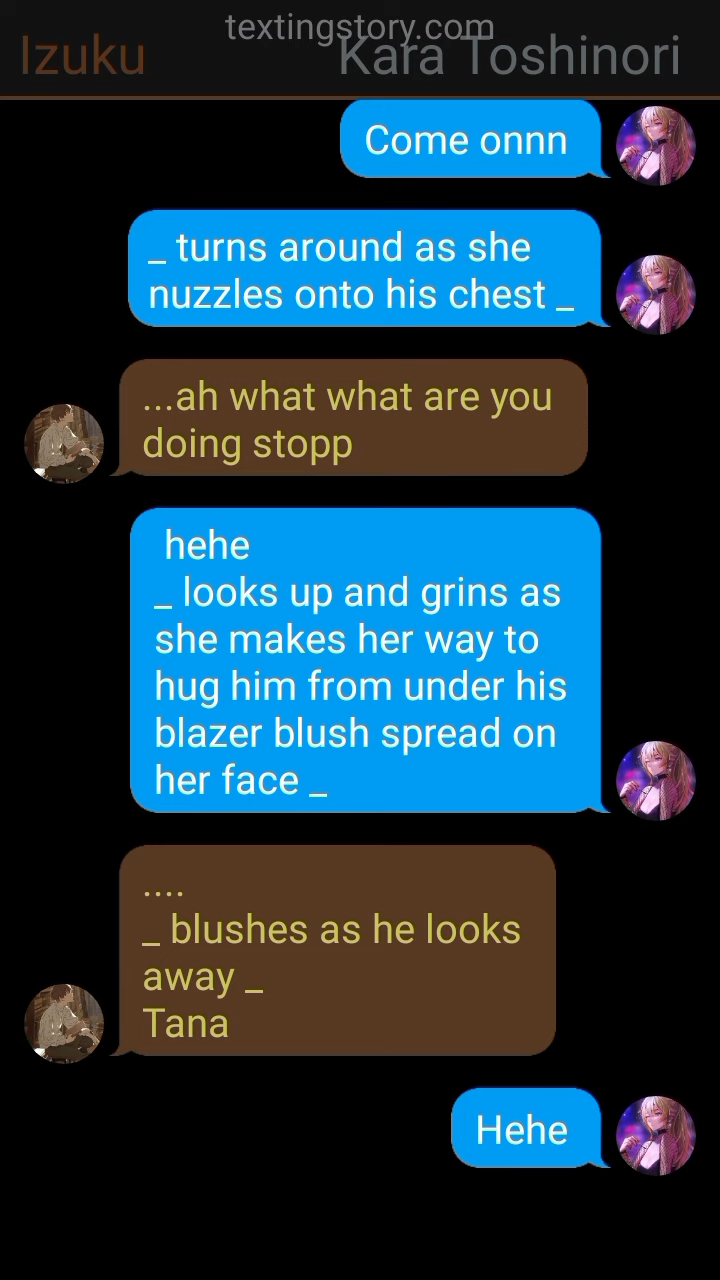 textingstory.com
Izuku
Kara Toshinori
Come onnn
_ turns around as she
nuzzles onto his chest _
...ah what what are you
doing stopp
hehe
_ looks up and grins as
she makes her way to
hug him from under his
blazer blush spread on
her face _
....
_ blushes as he looks
away _
Tana
Hehe